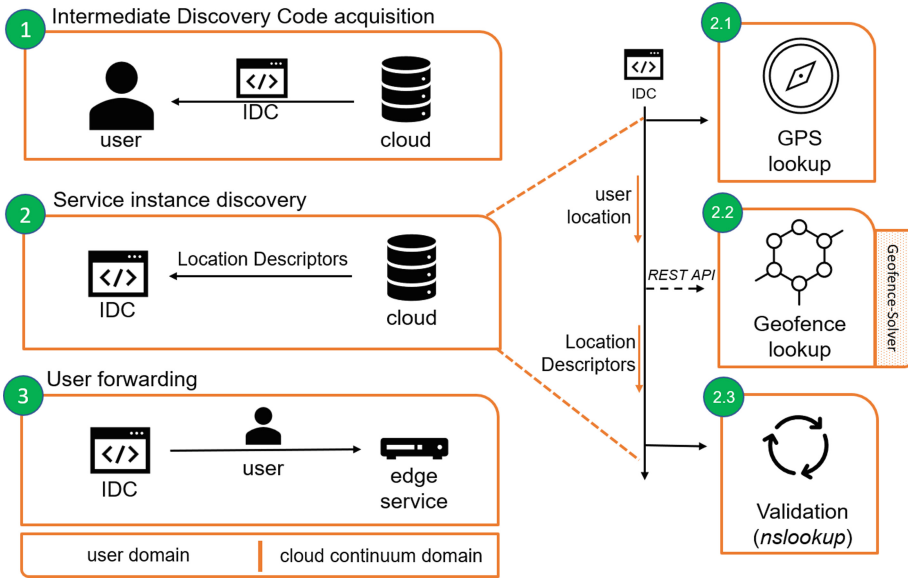 1
Intermediate Discovery Code acquisition
user
</>
IDC
cloud
2
Service instance discovery
</>
IDC
Location Descriptors
cloud
3
User forwarding
</>
IDC
user
edge
service
user domain
cloud continuum domain
</>
IDC
user
location
REST API
Location
Descriptors
2.1
GPS
lookup
2.2
Geofence
lookup
Geofence-Solver
2.3
Validation
(nslookup)